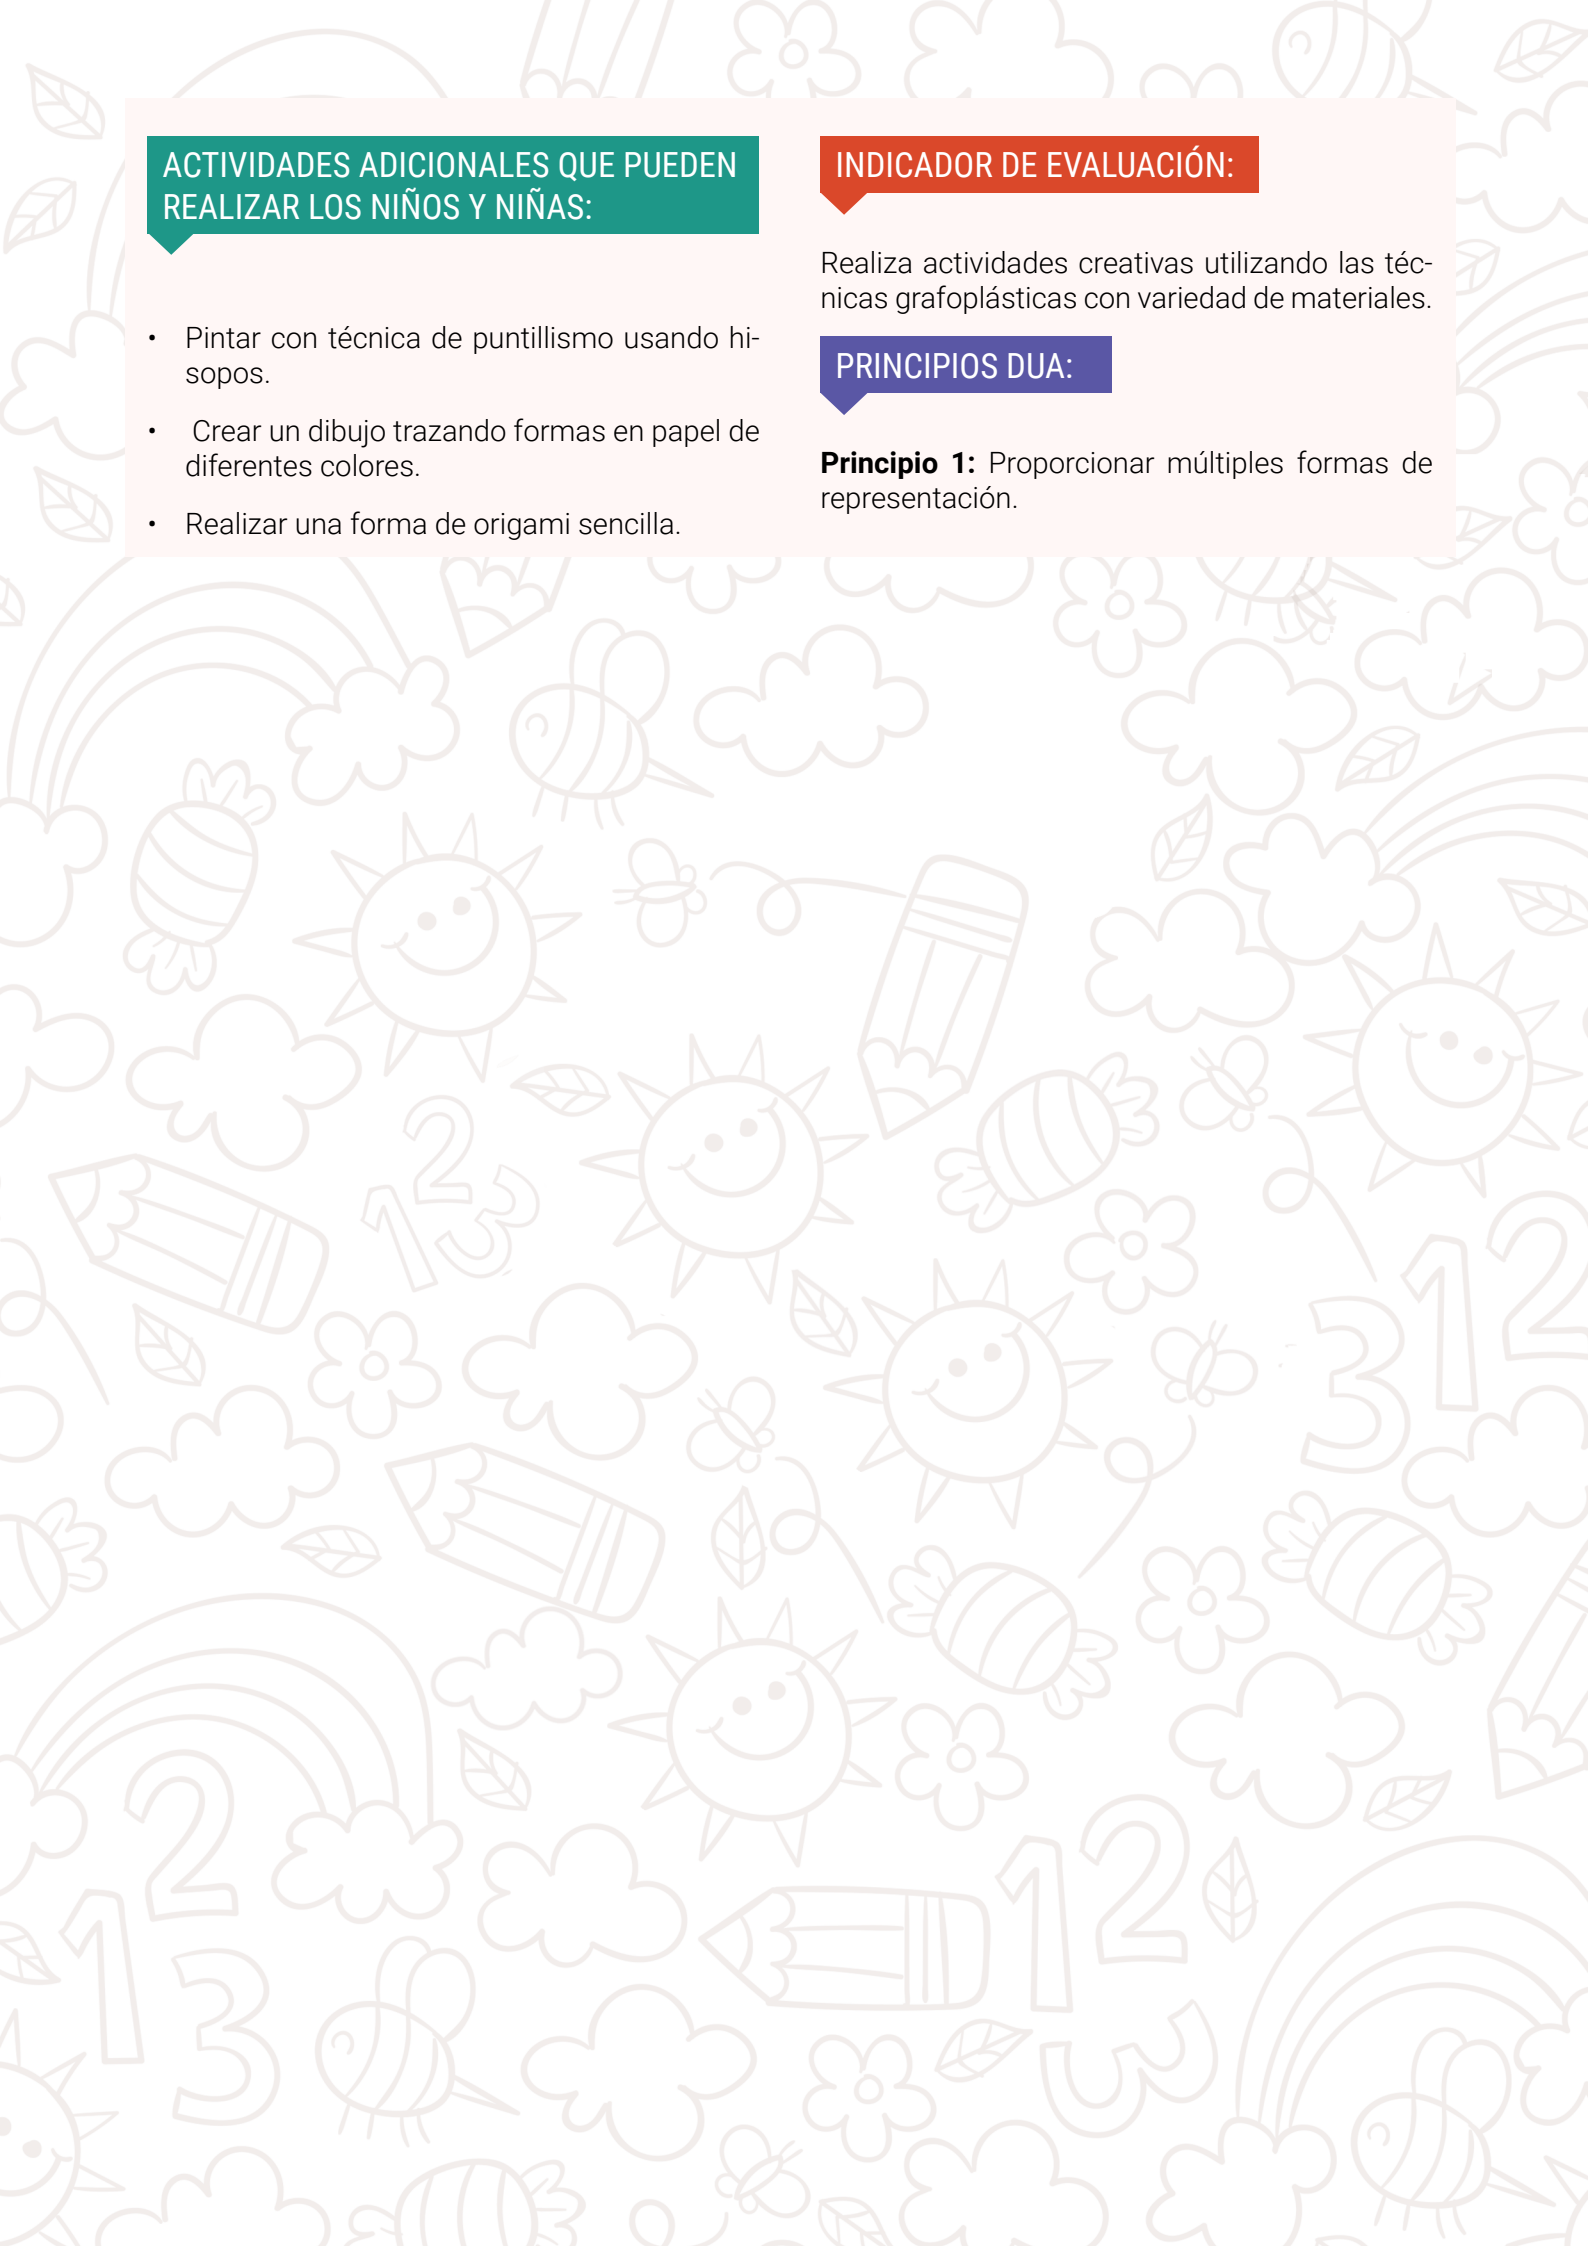 ACTIVIDADES ADICIONALES QUE PUEDEN
REALIZAR LOS NIÑOS Y NIÑAS:
• Pintar con técnica de puntillismo usando hi-
sopos.
• Crear un dibujo trazando formas en papel de
diferentes colores.
• Realizar una forma de origami sencilla.
INDICADOR DE EVALUACIÓN:
Realiza actividades creativas utilizando las téc-
nicas grafoplásticas con variedad de materiales.
PRINCIPIOS DUA:
Principio 1: Proporcionar múltiples formas de
representación.